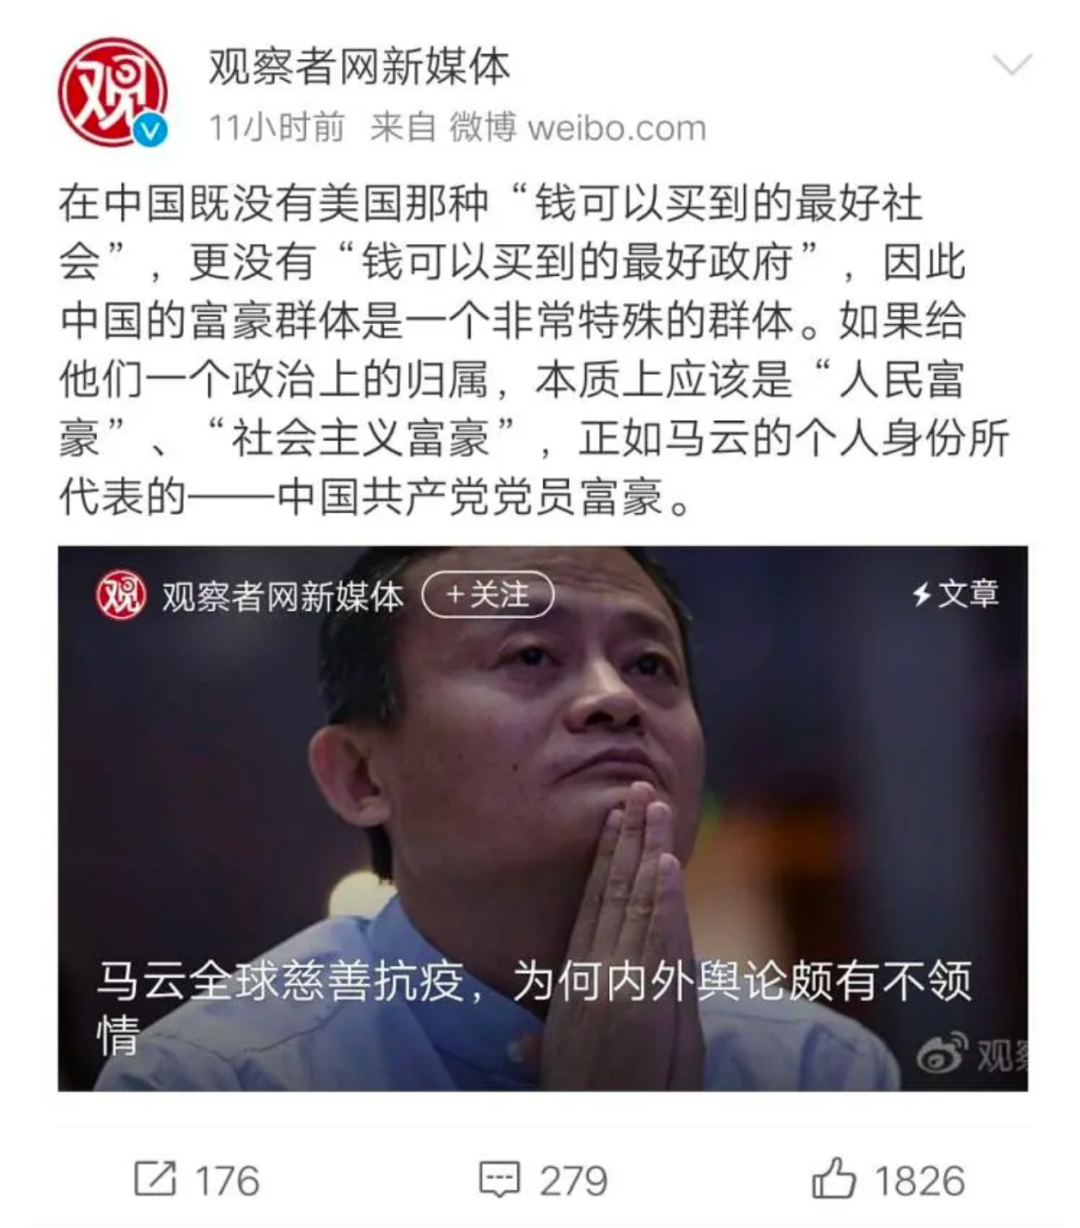 观
观察者网新媒体
11小时前 来自 微博 weibo.com
在中国既没有美国那种“钱可以买到的最好社
会”，更没有“钱可以买到的最好政府”，因此
中国的富豪群体是一个非常特殊的群体。如果给
他们一个政治上的归属，本质上应该是“人民富
豪”、“社会主义富豪”，正如马云的个人身份所
代表的——中国共产党党员富豪。
观 观察者网新媒体 +关注 文章
马云全球慈善抗疫，为何内外舆论颇有不领
情
观察
176 279 1826